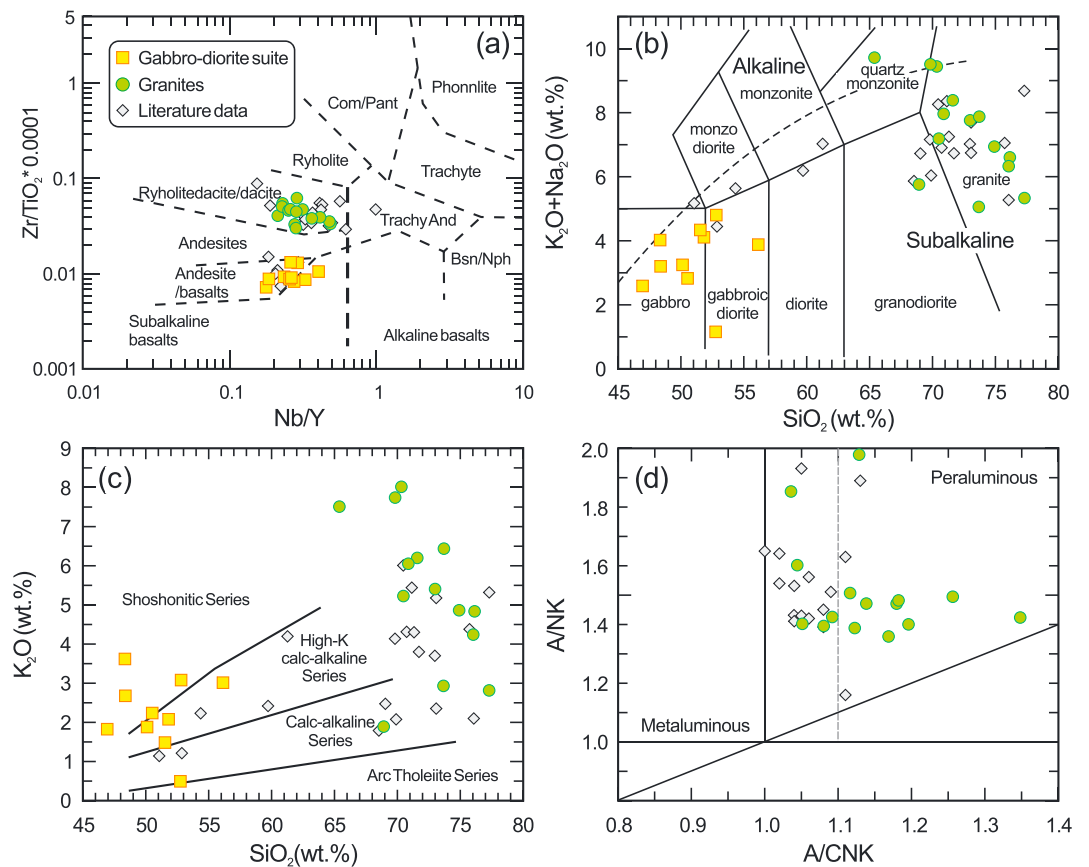 (a)
Gabbro-diorite suite
Granites
Literature data
Com/Pant
Phonnlite
Ryholite
Trachyte
Ryholitedacite/dacite
TrachyAnd
Andesites
Bsn/Nph
Andesite
/basalts
Subalkaline
basalts
Alkaline basalts
5
1
0.10
0.010
0.001
0.01
0.1
1
10
Zr/TiO₂*0.0001
Nb/Y
(b)
Alkaline
monzonite
quartz
monzonite
monzo
diorite
granite
Subalkaline
gabbro
gabbroic
diorite
diorite
granodiorite
10
8
6
4
2
0
45
50
55
60
65
70
75
80
K₂O+Na₂O (wt.%)
SiO₂(wt.%)
(c)
Shoshonitic Series
High-K
calc-alkaline
Series
Calc-alkaline
Series
Arc Tholeiite Series
9
8
7
6
5
4
3
2
1
0
45
50
55
60
65
70
75
80
K₂O (wt.%)
SiO₂(wt.%)
(d)
Peraluminous
Metaluminous
2.0
1.8
1.6
1.4
1.2
1.0
0.8
1.0
1.1
1.2
1.3
1.4
A/NK
A/CNK